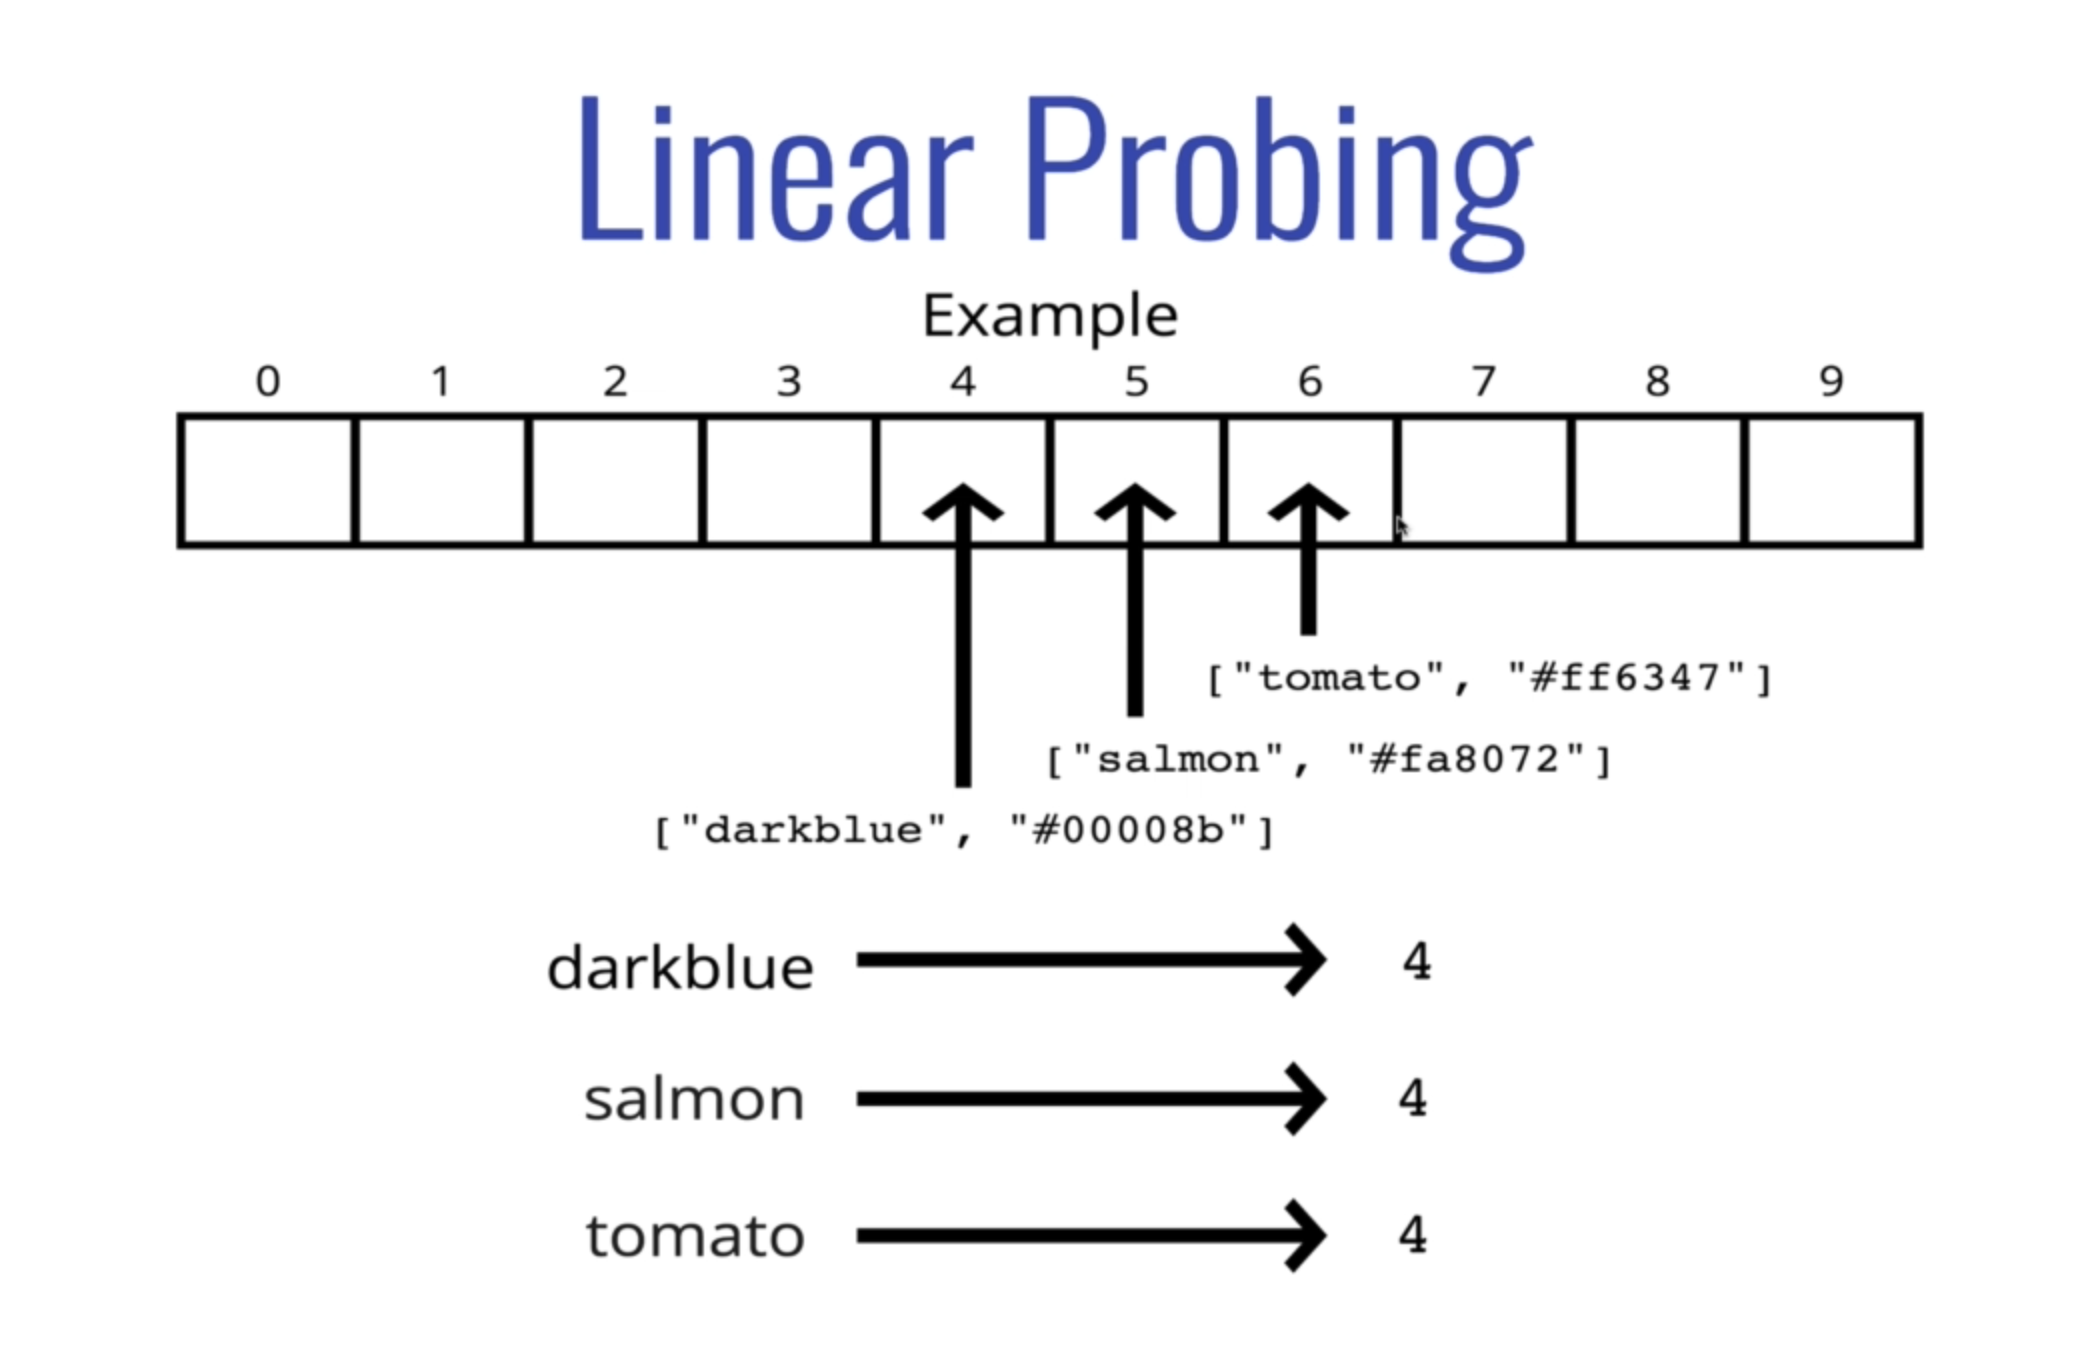 Linear Probing
Example
0 1 2 3 4 5 6 7 8 9
["tomato", "#ff6347"]
["salmon", "#fa8072"]
["darkblue", "#00008b"]
darkblue 4
salmon 4
tomato 4